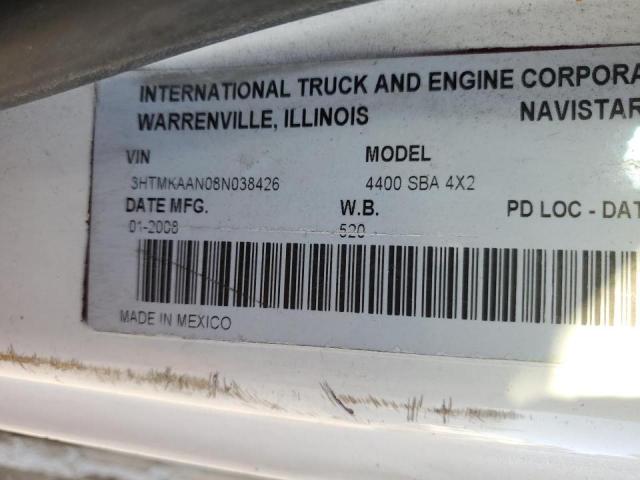 INTERNATIONAL TRUCK AND ENGINE CORPORA
WARRENVILLE, ILLINOIS NAVISTAR
VIN MODEL
3HTMKAAN08N038426 4400 SBA 4X2
DATE MFG. W.B. PD LOC - DAT
01-2008 520
MADE IN MEXICO